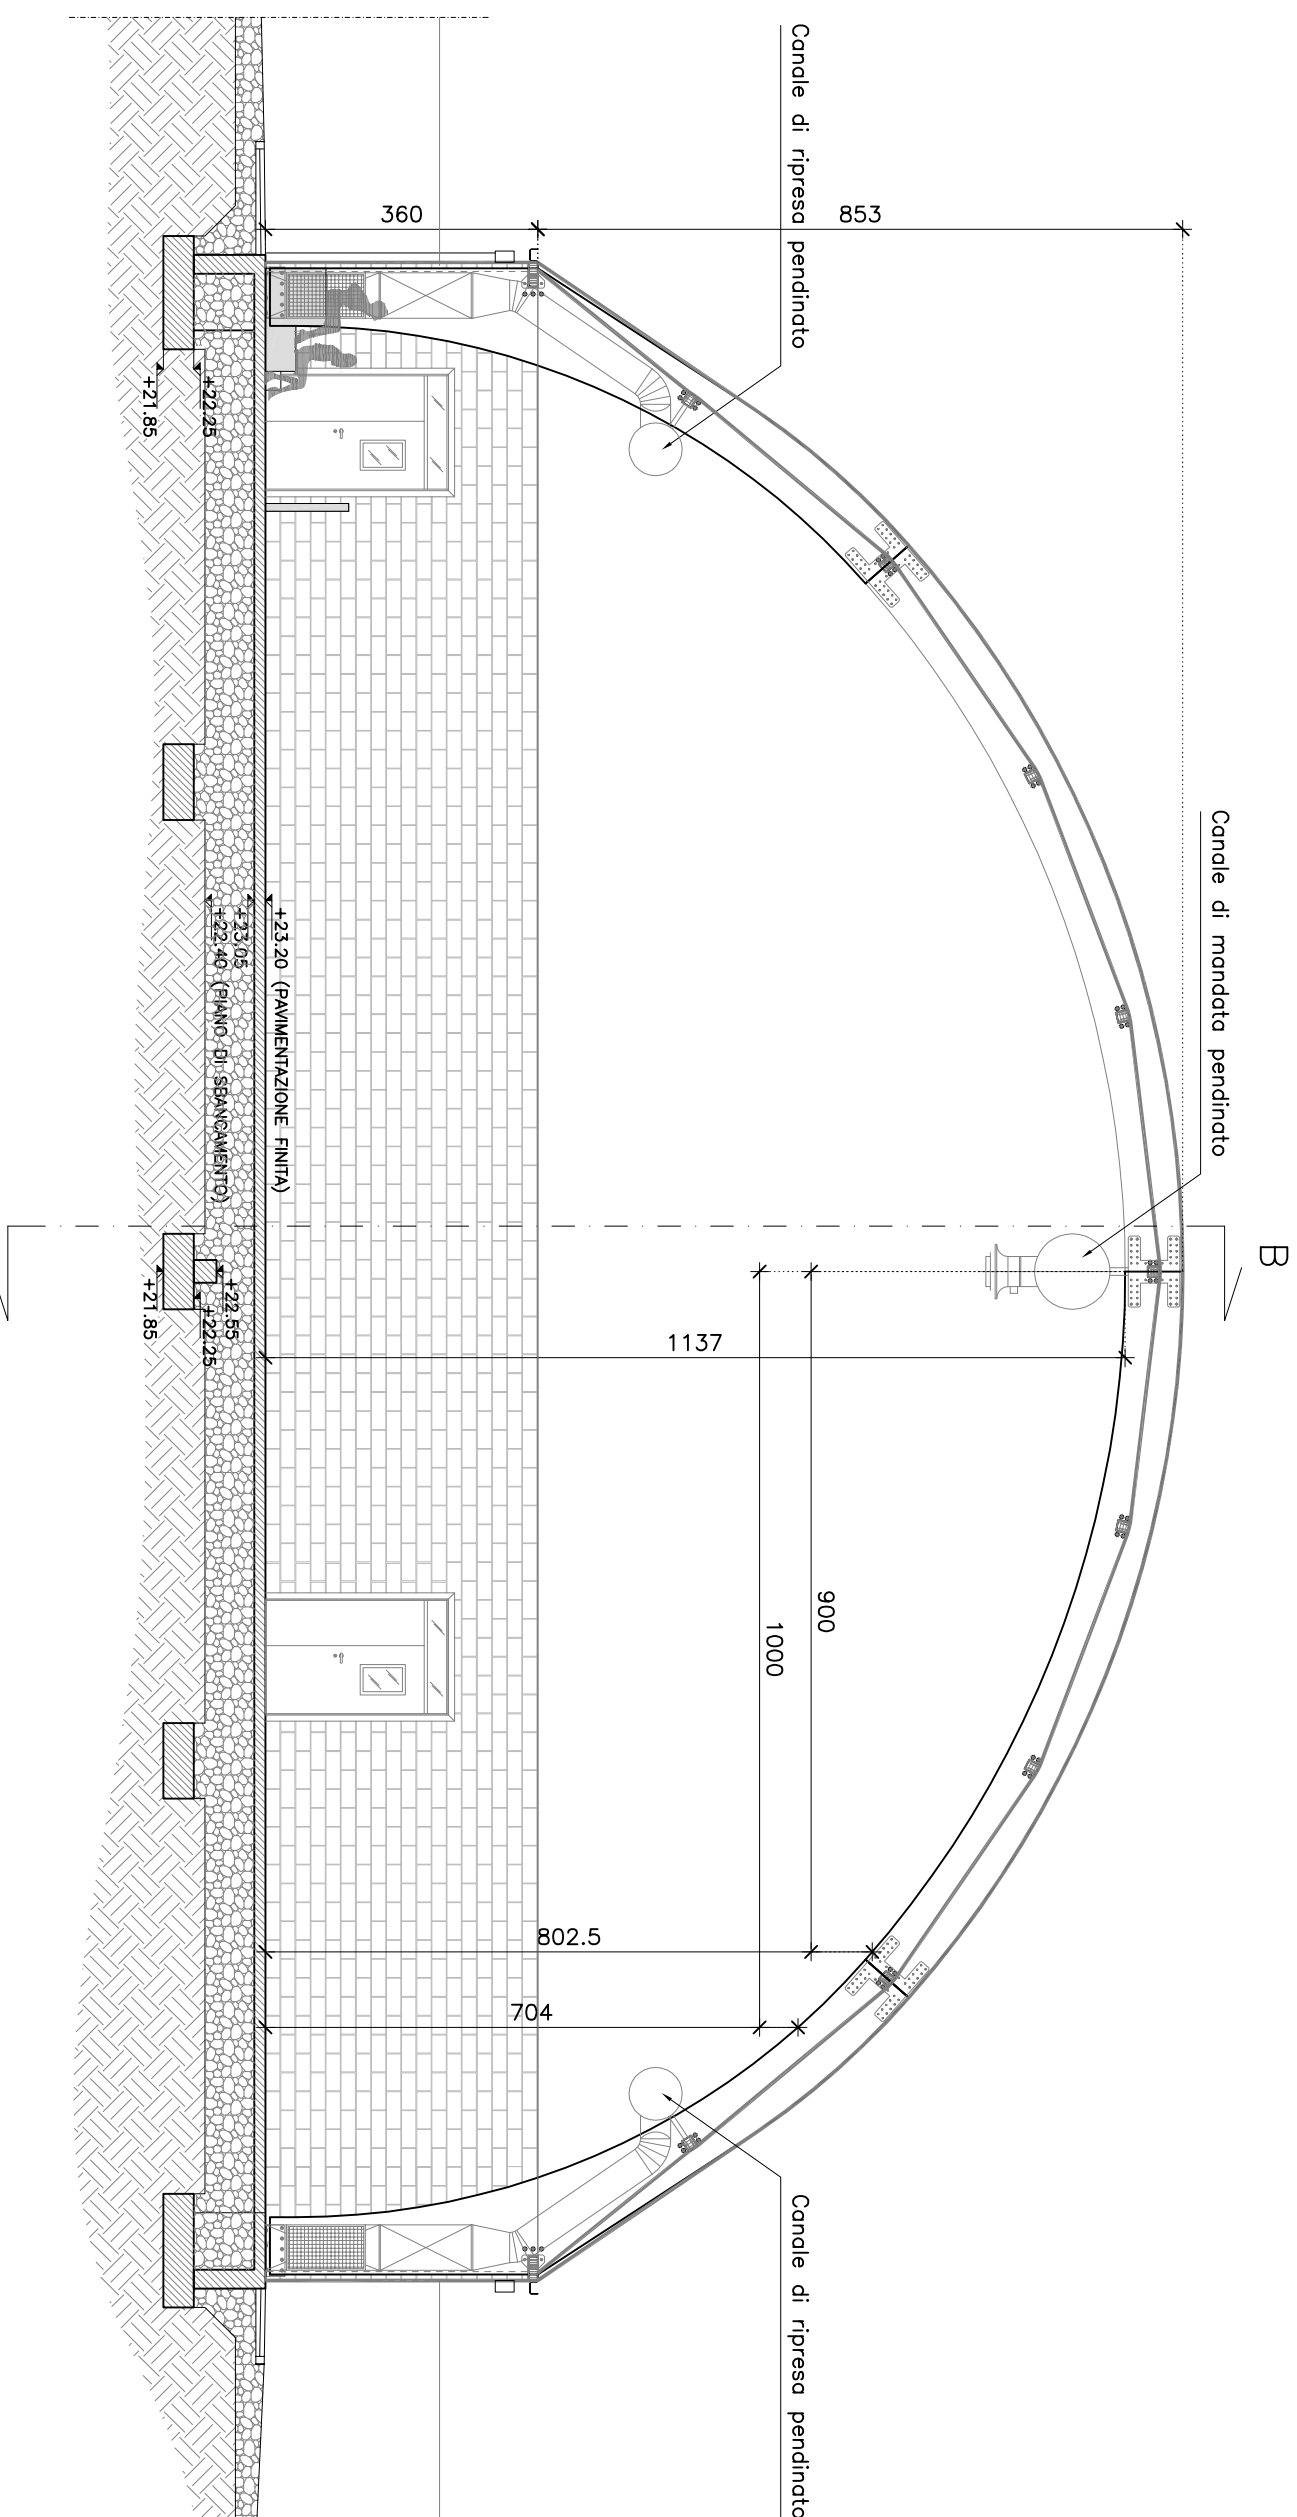 B
Canale di mandata pendinato
Canale di ripresa pendinato
Canale di ripresa pendinato
853
360
1137
900
1000
802.5
704
+23.20 (PAVIMENTAZIONE FINITA)
+23.05
+22.40 (PIANO DI SBANCAMENTO)
+22.25
+21.85
+22.55
+22.25
+21.85